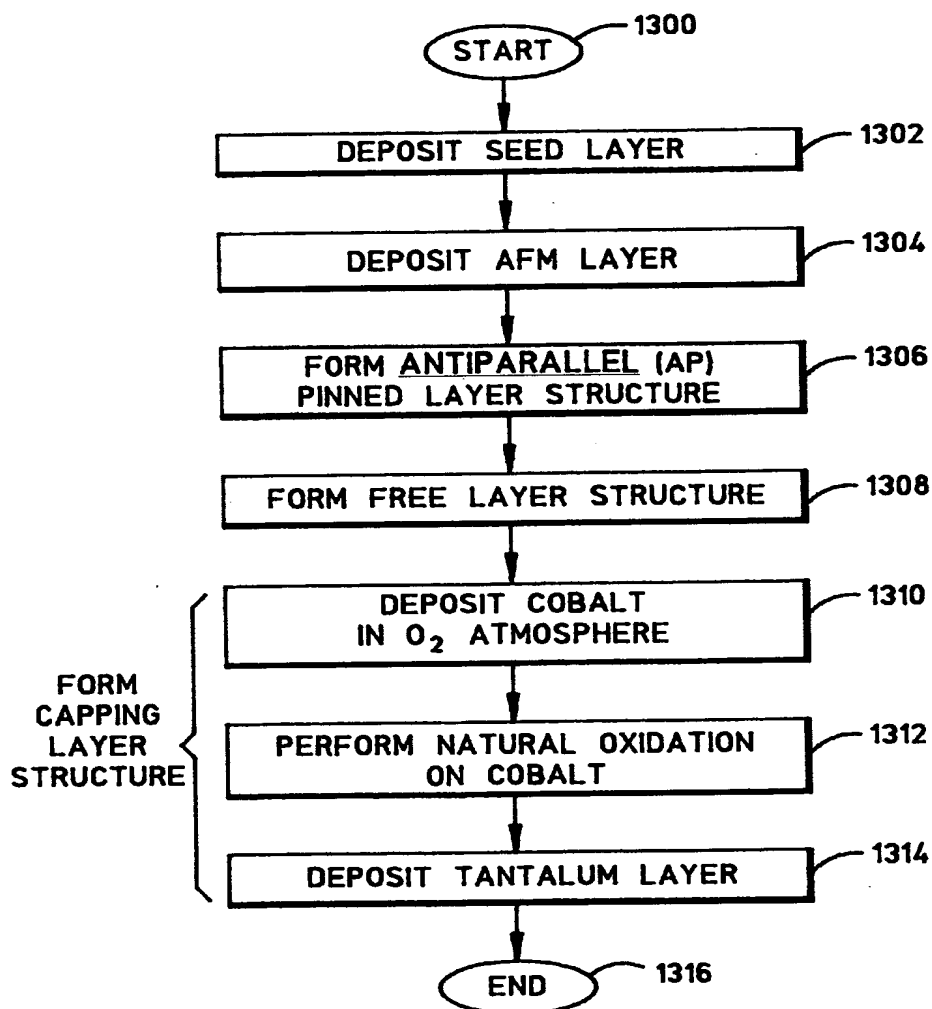 START
1300
DEPOSIT SEED LAYER
1302
DEPOSIT AFM LAYER
1304
FORM ANTIPARALLEL (AP)
PINNED LAYER STRUCTURE
1306
FORM FREE LAYER STRUCTURE
1308
FORM
CAPPING
LAYER
STRUCTURE
DEPOSIT COBALT
IN O2 ATMOSPHERE
1310
PERFORM NATURAL OXIDATION
ON COBALT
1312
DEPOSIT TANTALUM LAYER
1314
END
1316